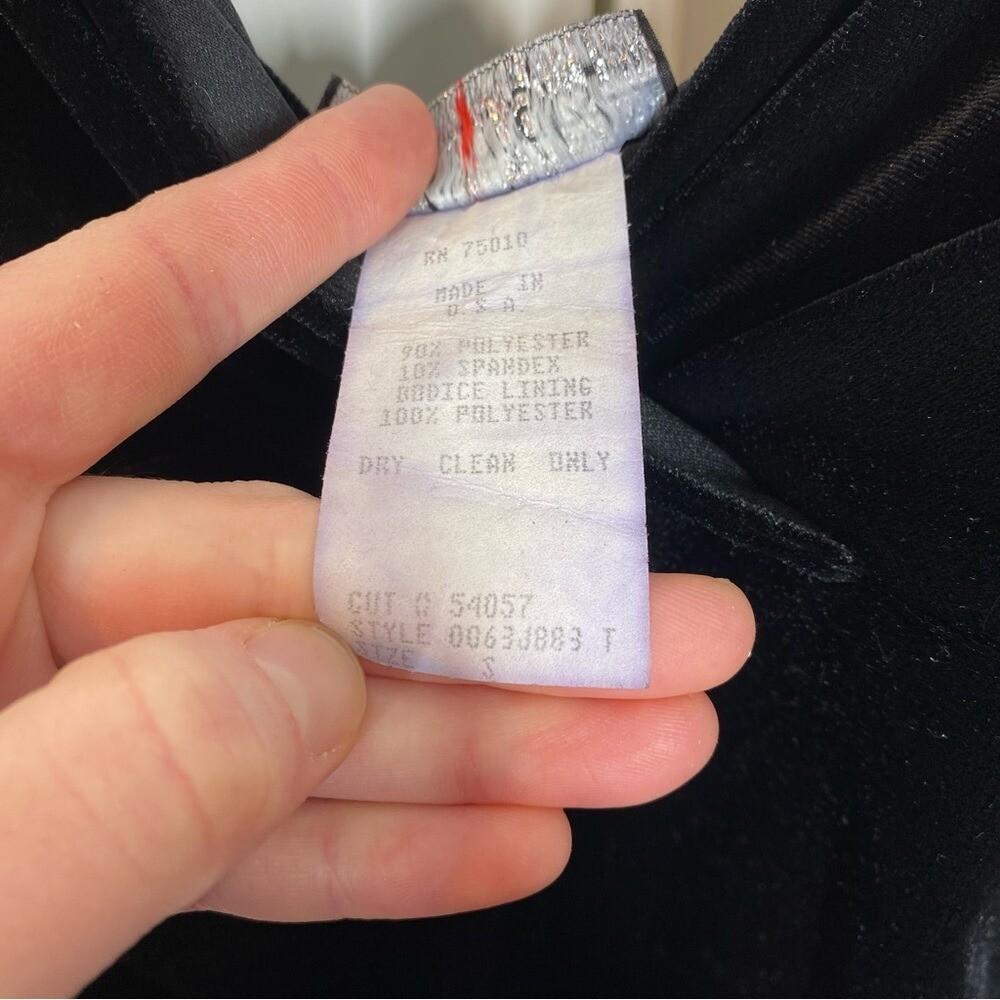 RN 75010
MADE IN
U.S.A.
90% POLYESTER
10% SPANDEX
BODICE LINING
100% POLYESTER
DRY CLEAN ONLY
CUT # 54057
STYLE 0063J883 T
SIZE S